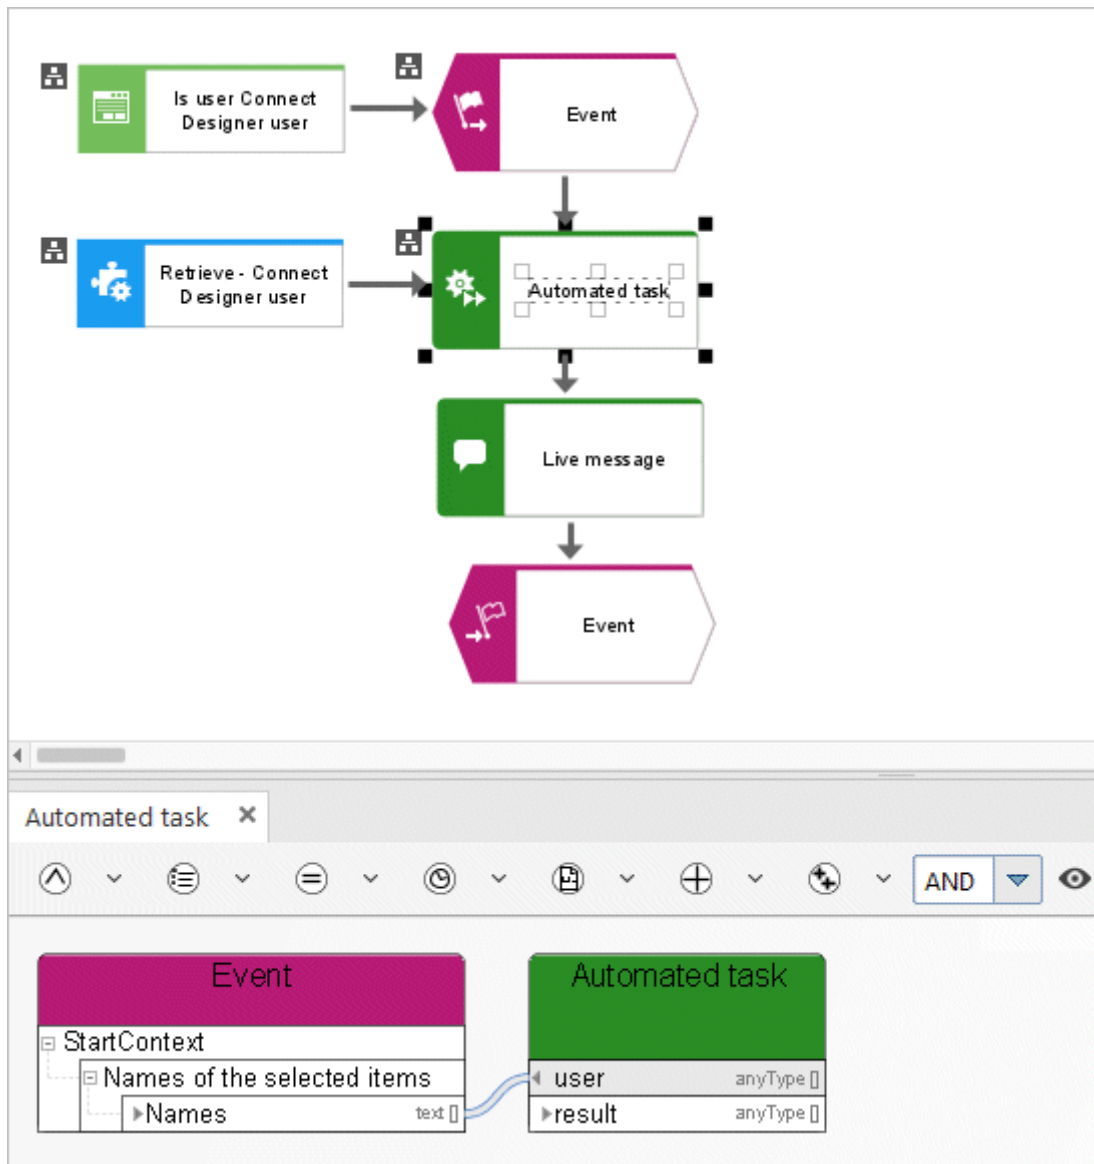 Is user Connect
Designer user
Event
Retrieve - Connect
Designer user
Automated task
Live message
Event
Automated task
AND
Event
StartContext
Names of the selected items
Names text []
Automated task
user anyType []
result anyType []